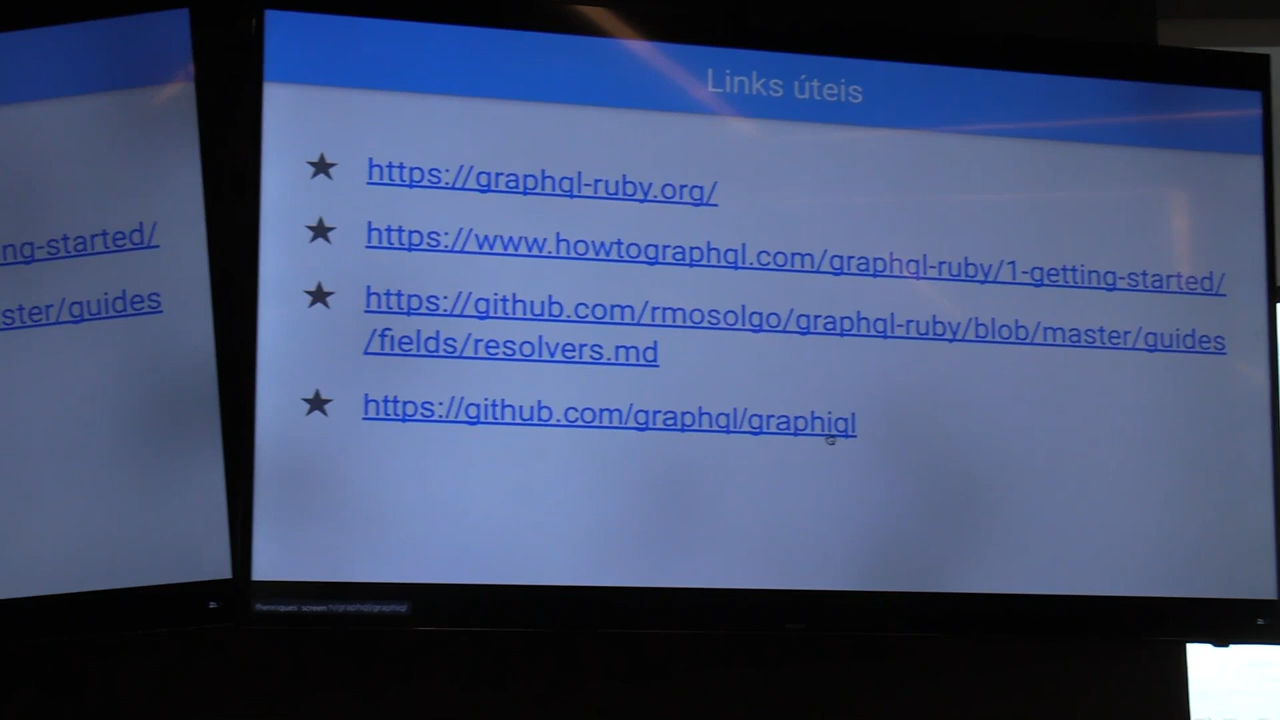 Links úteis
★ https://graphql-ruby.org/
★ https://www.howtographql.com/graphql-ruby/1-getting-started/
★ https://github.com/rmosolgo/graphql-ruby/blob/master/guides
/fields/resolvers.md
★ https://github.com/graphql/graphiql
ng-started/
ster/guides